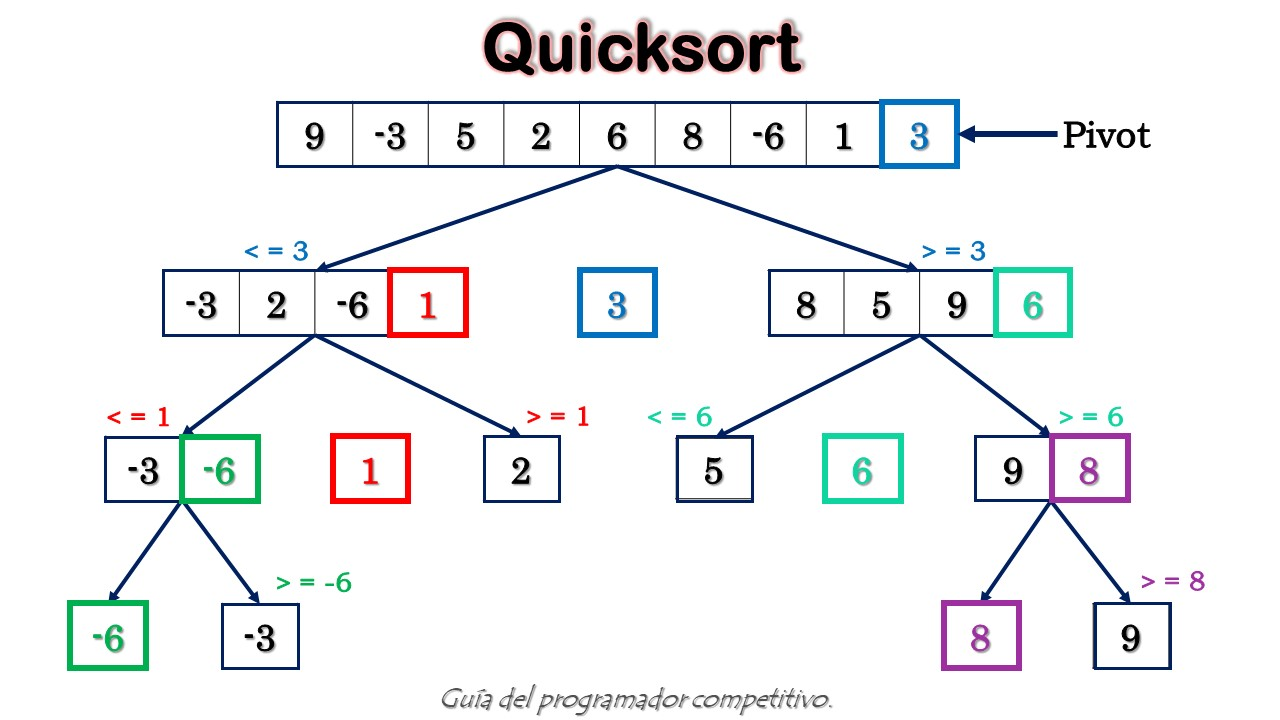 Quicksort
9 -3 5 2 6 8 -6 1 3 Pivot
< = 3 > = 3
-3 2 -6 1 3 8 5 9 6
< = 1 > = 1 < = 6 > = 6
-3 -6 1 2 5 6 9 8
> = -6 > = 8
-6 -3 8 9
Guía del programador competitivo.